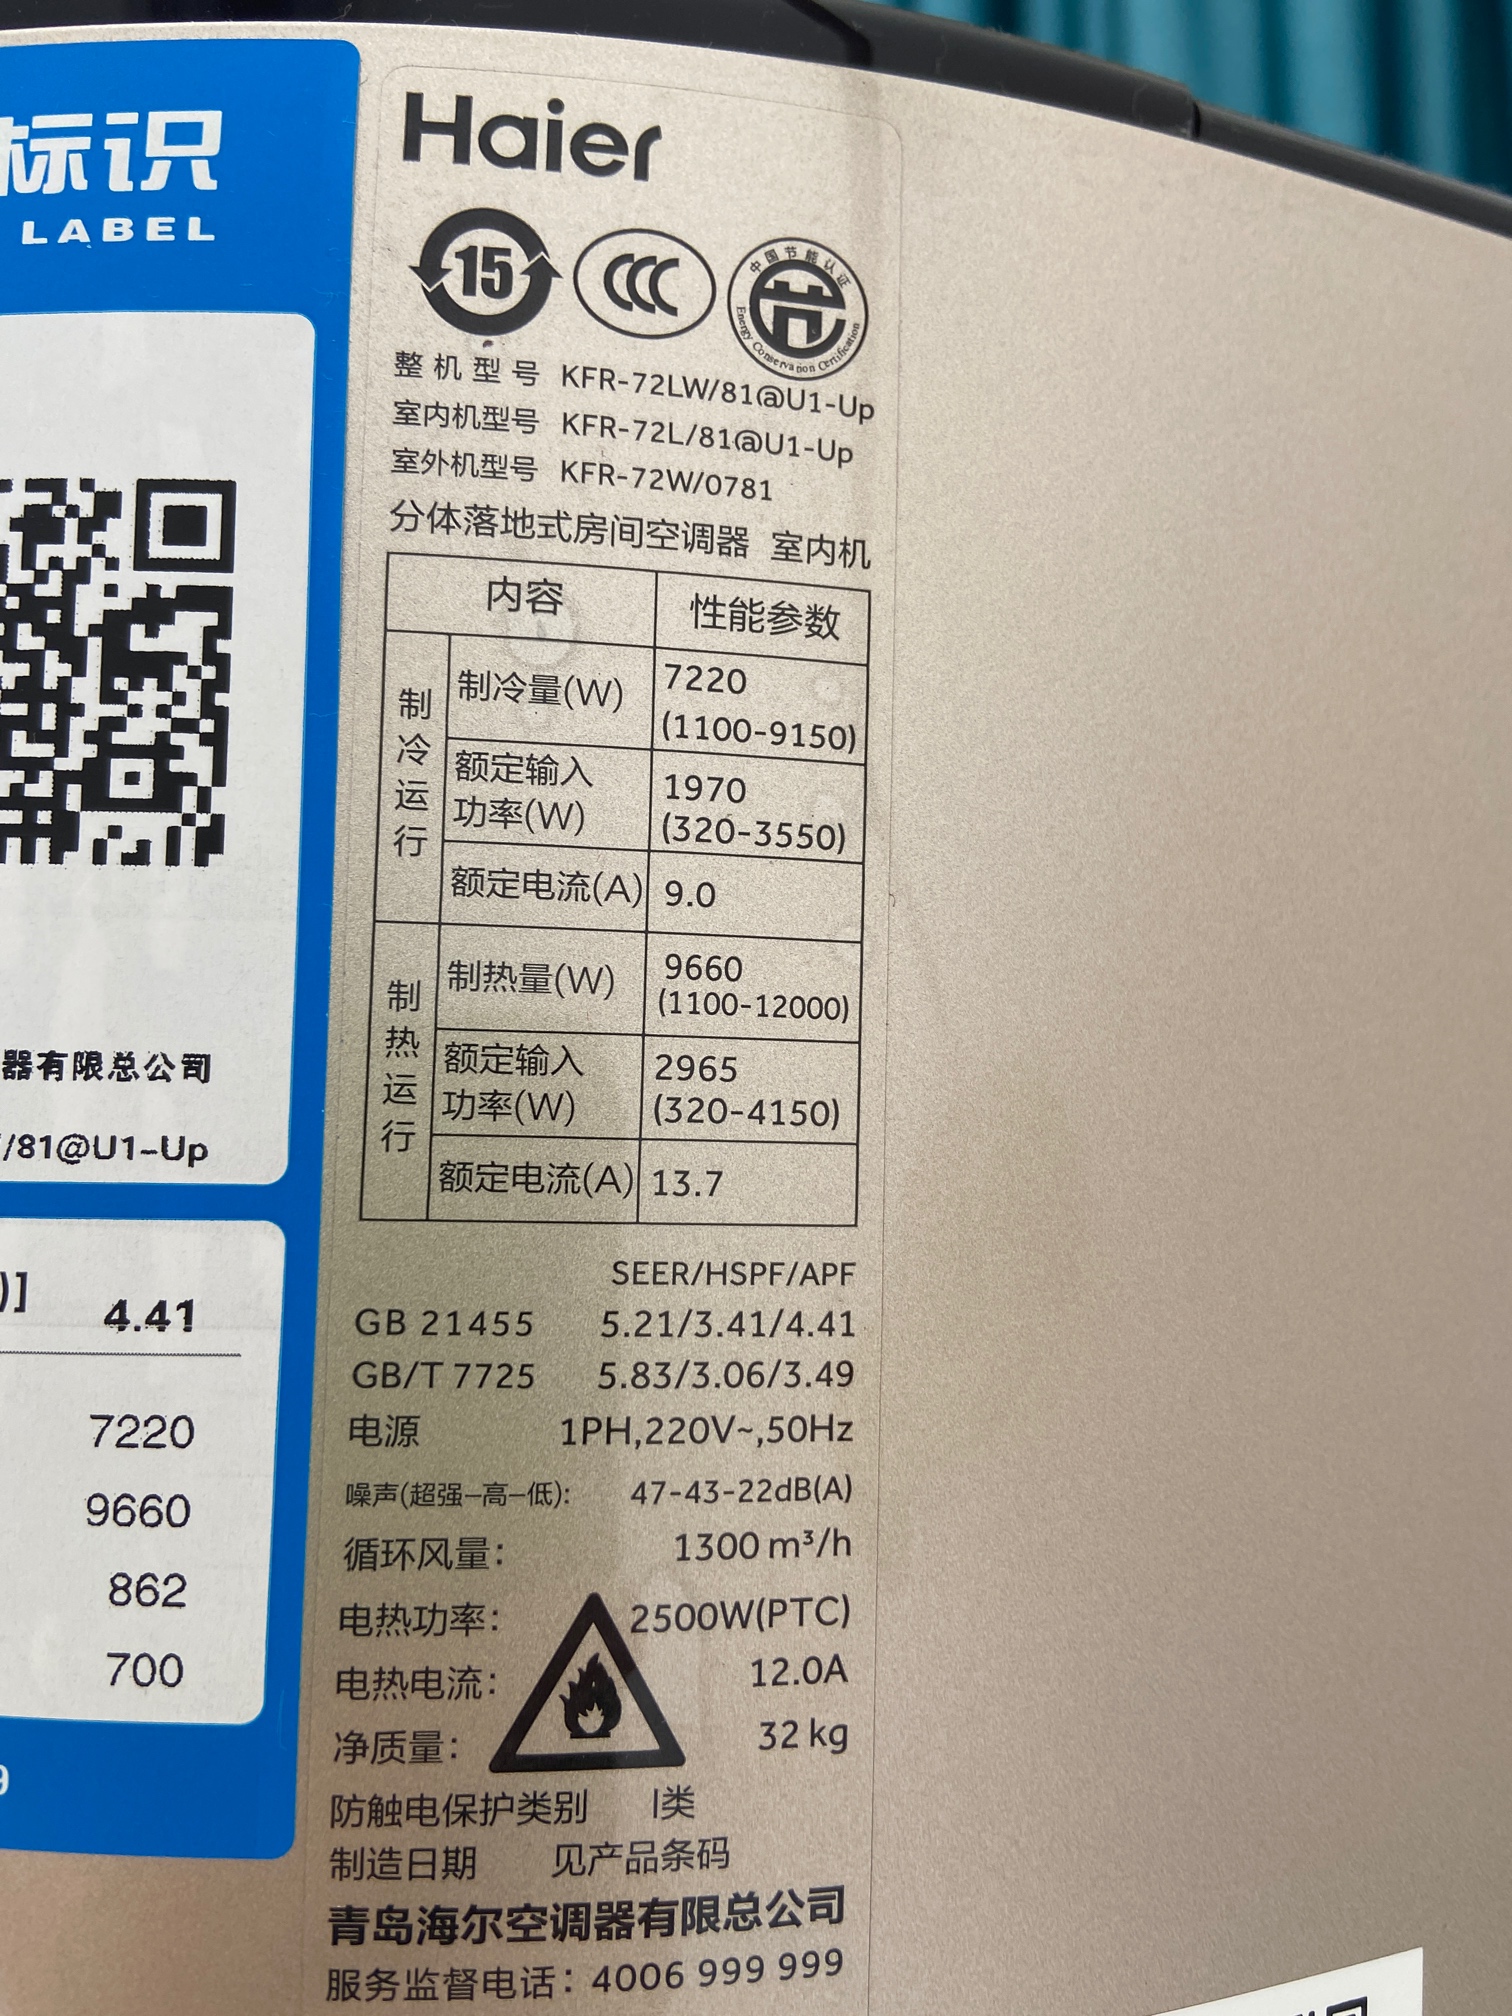 标识
LABEL
器有限总公司
/81@U1-Up
)]
4.41
7220
9660
862
700
9
Haier
15
CCC
中国节能认证
节
Energy Conservation Certification
整机型号 KFR-72LW/81@U1-Up
室内机型号 KFR-72L/81@U1-Up
室外机型号 KFR-72W/0781
分体落地式房间空调器 室内机
内容 性能参数
制冷运行
制冷量(W) 7220
(1100-9150)
额定输入 1970
功率(W) (320-3550)
额定电流(A) 9.0
制热运行
制热量(W) 9660
(1100-12000)
额定输入 2965
功率(W) (320-4150)
额定电流(A) 13.7
SEER/HSPF/APF
GB 21455 5.21/3.41/4.41
GB/T 7725 5.83/3.06/3.49
电源 1PH,220V~,50Hz
噪声(超强-高-低): 47-43-22dB(A)
循环风量: 1300 m³/h
电热功率: 2500W(PTC)
电热电流: 12.0A
净质量: 32 kg
防触电保护类别 I类
制造日期 见产品条码
青岛海尔空调器有限总公司
服务监督电话: 4006 999 999